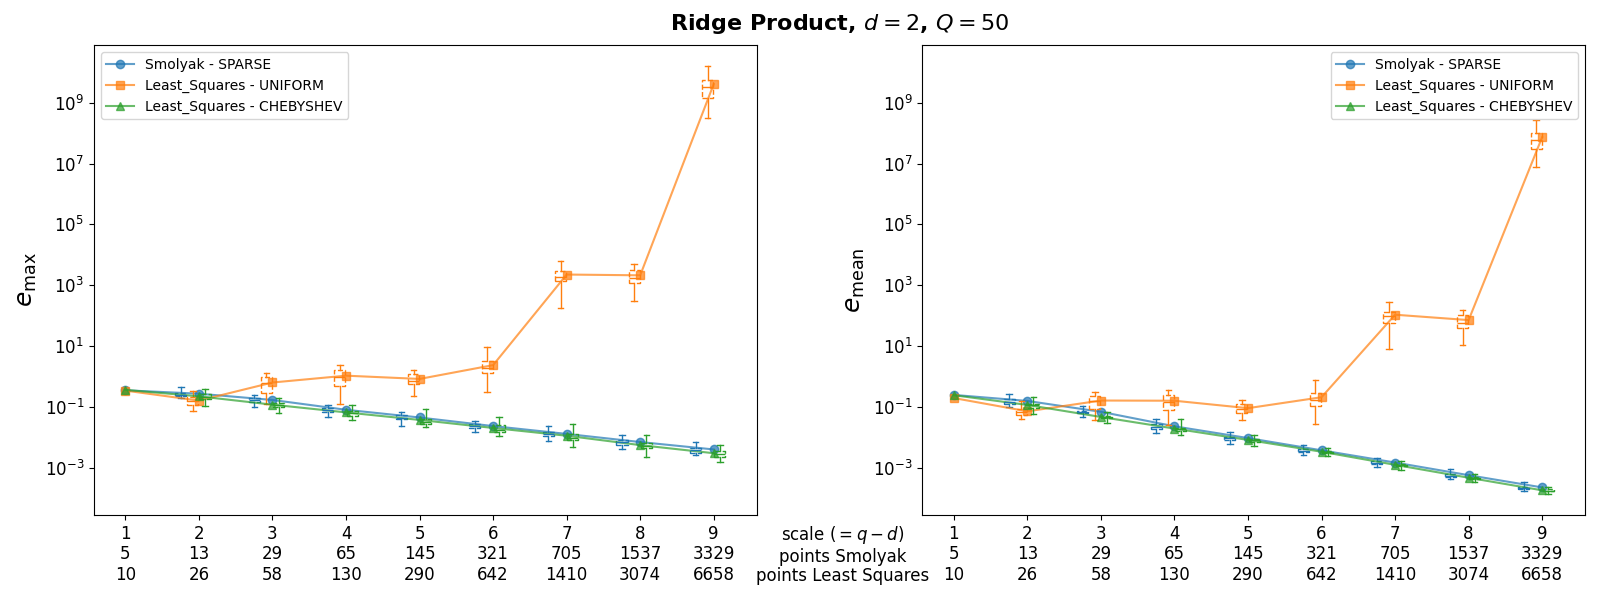 Ridge Product, d = 2, Q = 50
Smolyak - SPARSE
Least_Squares - UNIFORM
Least_Squares - CHEBYSHEV
e_max
10^9
10^7
10^5
10^3
10^1
10^−1
10^−3
1 2 3 4 5 6 7 8 9
5 13 29 65 145 321 705 1537 3329
10 26 58 130 290 642 1410 3074 6658
scale (= q − d)
points Smolyak
points Least Squares
Smolyak - SPARSE
Least_Squares - UNIFORM
Least_Squares - CHEBYSHEV
e_mean
10^9
10^7
10^5
10^3
10^1
10^−1
10^−3
1 2 3 4 5 6 7 8 9
5 13 29 65 145 321 705 1537 3329
10 26 58 130 290 642 1410 3074 6658